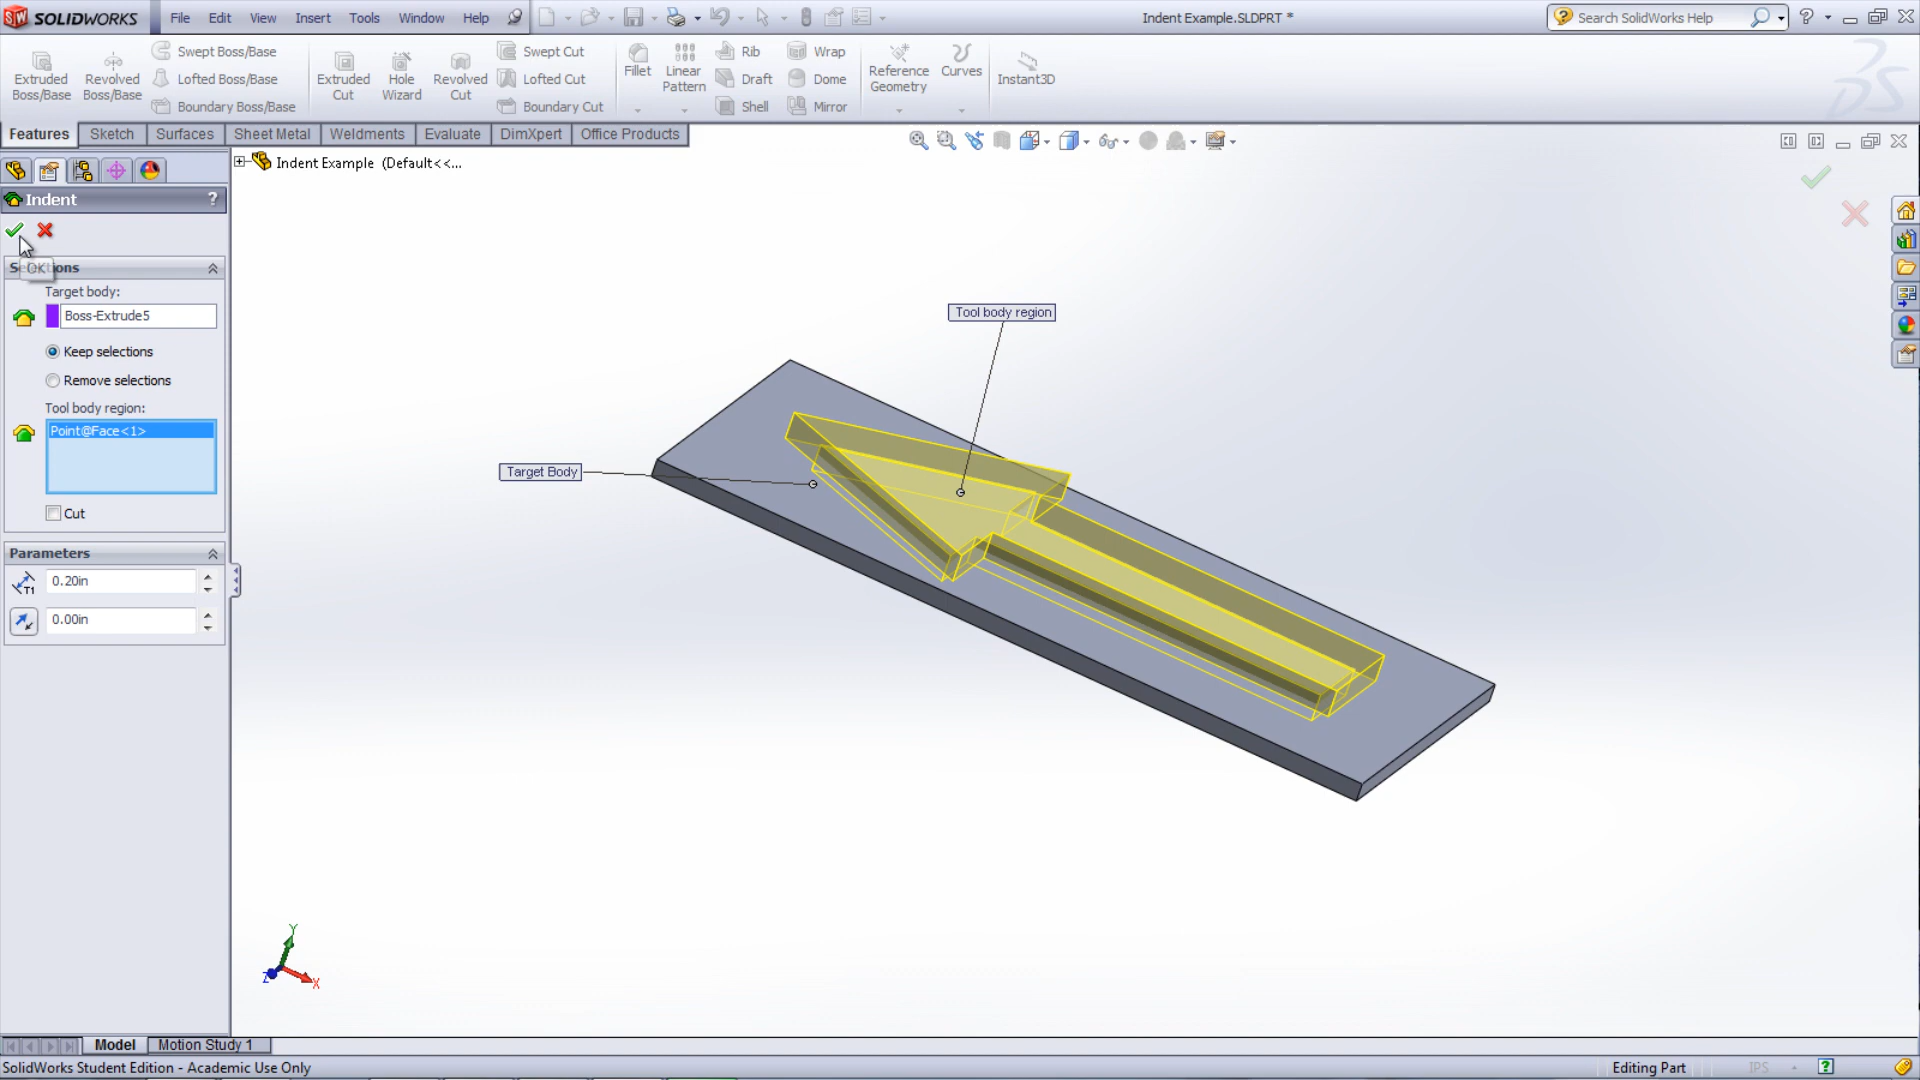 SOLIDWORKS File Edit View Insert Tools Window Help Indent Example.SLDPRT * Search SolidWorks Help
Extruded Boss/Base
Revolved Boss/Base
Swept Boss/Base
Lofted Boss/Base
Boundary Boss/Base
Extruded Cut
Hole Wizard
Revolved Cut
Swept Cut
Lofted Cut
Boundary Cut
Fillet
Linear Pattern
Rib
Draft
Shell
Wrap
Dome
Mirror
Reference Geometry
Curves
Instant3D
Features Sketch Surfaces Sheet Metal Weldments Evaluate DimXpert Office Products
Indent Example (Default<<...
Indent ?
Selections
OK
Target body:
Boss-Extrude5
Keep selections
Remove selections
Tool body region:
Point@Face<1>
Cut
Parameters
T1 0.20in
0.00in
Tool body region
Target Body
Y
Z
X
Model Motion Study 1
SolidWorks Student Edition - Academic Use Only Editing Part IPS